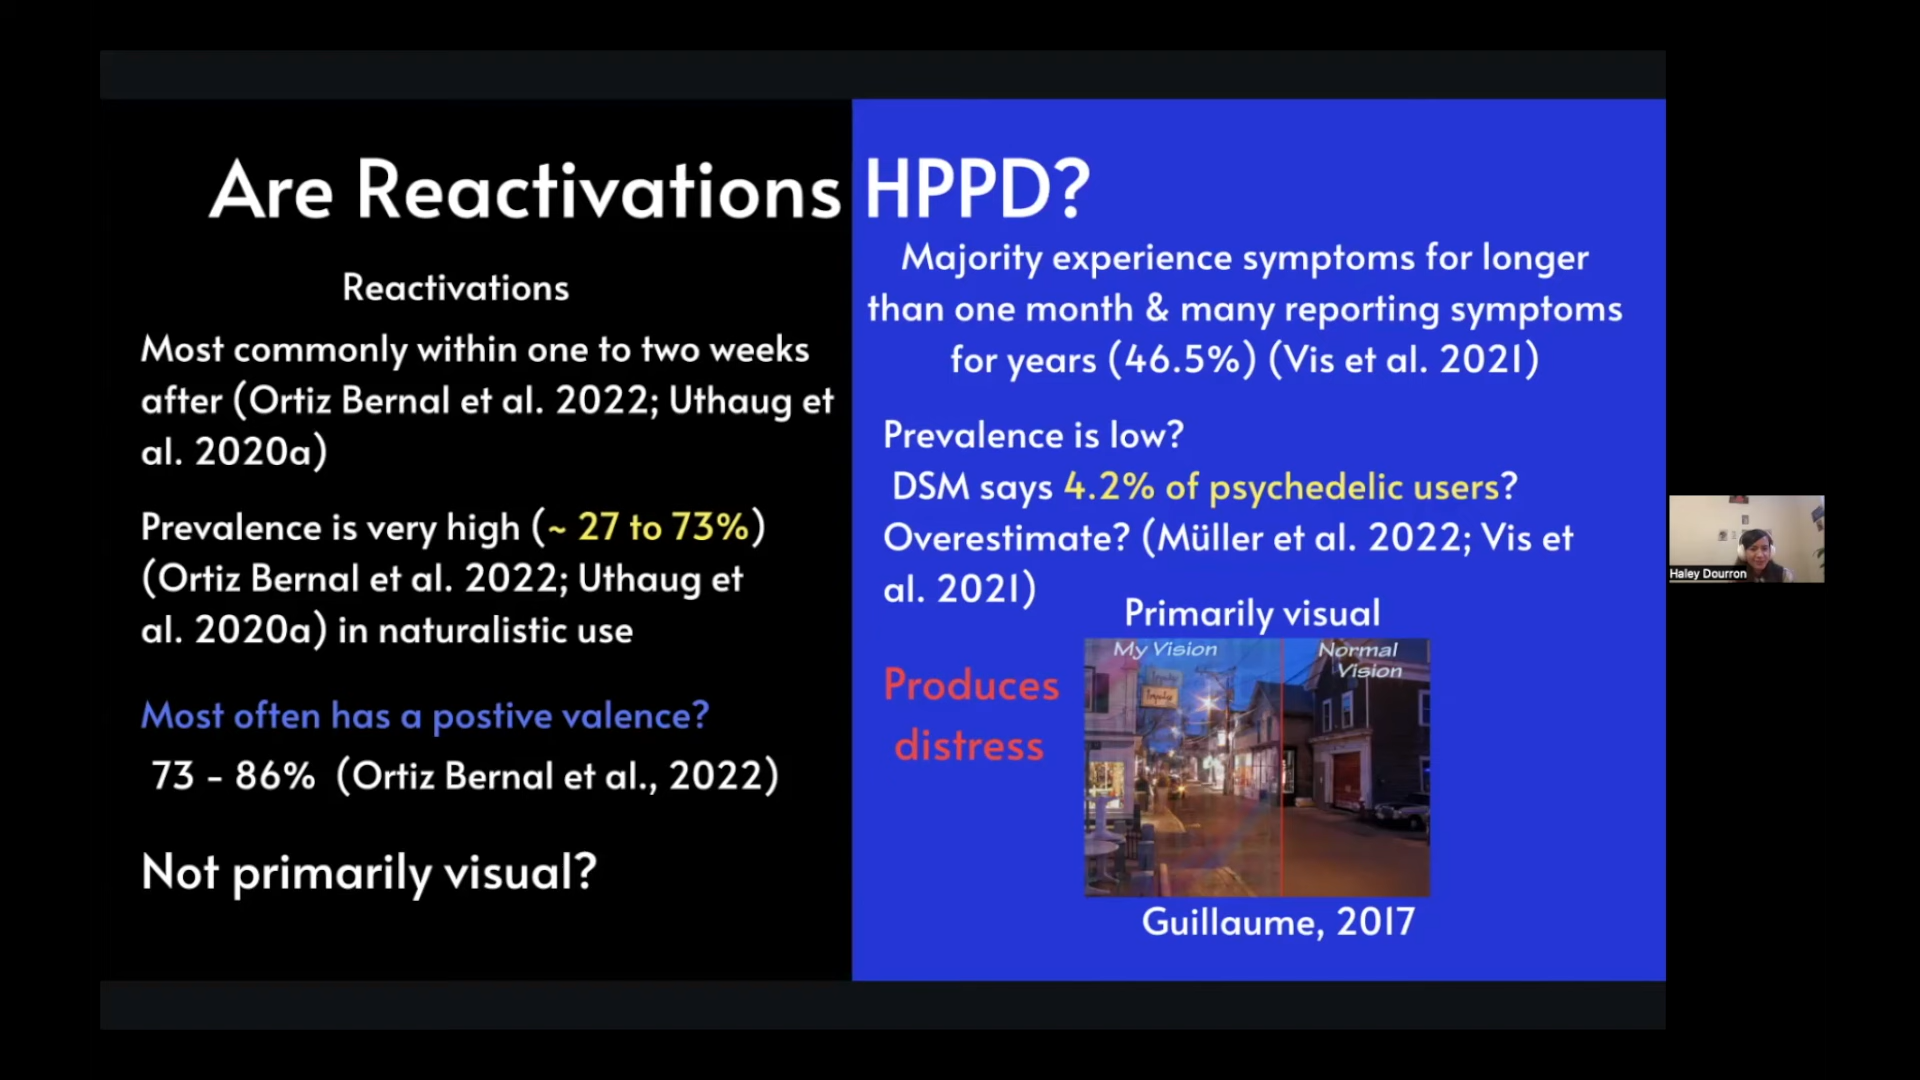 Are Reactivations HPPD?
Reactivations
Most commonly within one to two weeks
after (Ortiz Bernal et al. 2022; Uthaug et
al. 2020a)
Prevalence is very high (~ 27 to 73%)
(Ortiz Bernal et al. 2022; Uthaug et
al. 2020a) in naturalistic use
Most often has a postive valence?
73 - 86% (Ortiz Bernal et al., 2022)
Not primarily visual?
Majority experience symptoms for longer
than one month & many reporting symptoms
for years (46.5%) (Vis et al. 2021)
Prevalence is low?
DSM says 4.2% of psychedelic users?
Overestimate? (Müller et al. 2022; Vis et
al. 2021)
Primarily visual
Produces
distress
My Vision
Normal
Vision
Guillaume, 2017
Haley Dourron